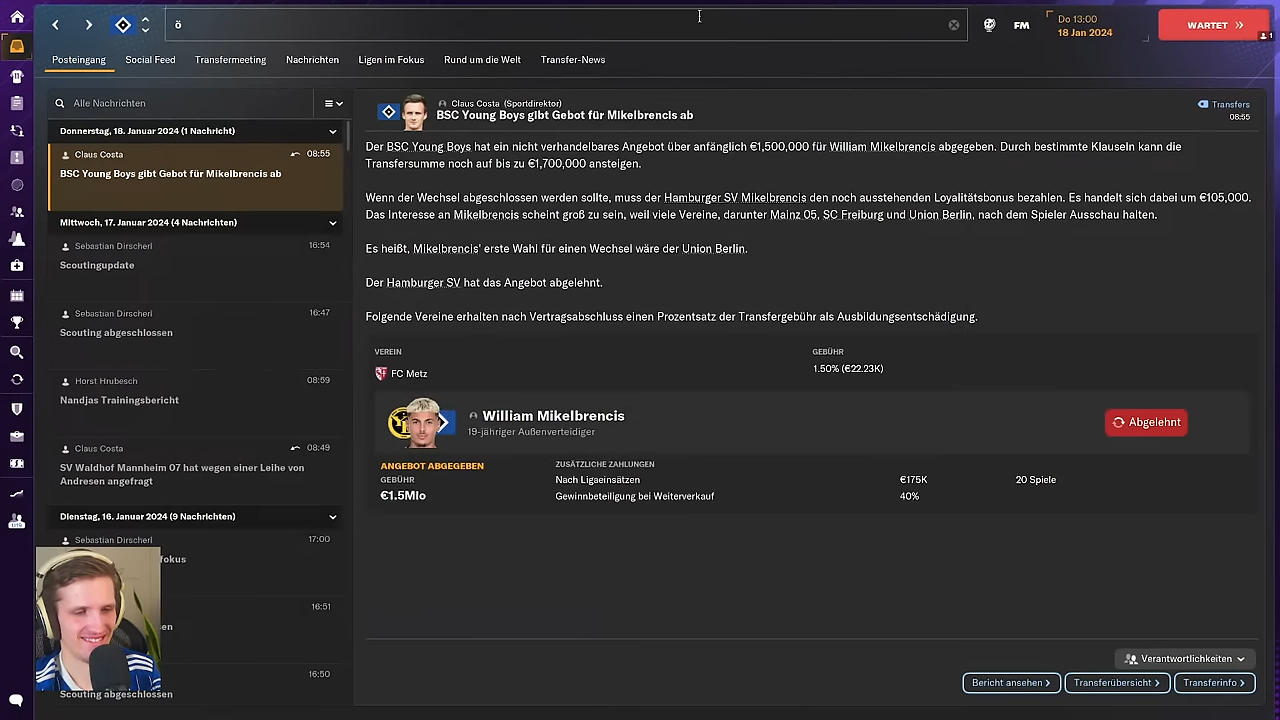 ö
FM
Do 13:00
18 Jan 2024
WARTET
1
Posteingang
Social Feed
Transfermeeting
Nachrichten
Ligen im Fokus
Rund um die Welt
Transfer-News
Alle Nachrichten
Donnerstag, 18. Januar 2024 (1 Nachricht)
Claus Costa
08:55
BSC Young Boys gibt Gebot für Mikelbrencis ab
Mittwoch, 17. Januar 2024 (4 Nachrichten)
Sebastian Dirscherl
16:54
Scoutingupdate
Sebastian Dirscherl
16:47
Scouting abgeschlossen
Horst Hrubesch
08:59
Nandjas Trainingsbericht
Claus Costa
08:49
SV Waldhof Mannheim 07 hat wegen einer Leihe von
Andresen angefragt
Dienstag, 16. Januar 2024 (9 Nachrichten)
Sebastian Dirscherl
17:00
fokus
16:51
en
16:50
Scouting abgeschlossen
Claus Costa (Sportdirektor)
BSC Young Boys gibt Gebot für Mikelbrencis ab
Transfers
08:55
Der BSC Young Boys hat ein nicht verhandelbares Angebot über anfänglich €1,500,000 für William Mikelbrencis abgegeben. Durch bestimmte Klauseln kann die
Transfersumme noch auf bis zu €1,700,000 ansteigen.
Wenn der Wechsel abgeschlossen werden sollte, muss der Hamburger SV Mikelbrencis den noch ausstehenden Loyalitätsbonus bezahlen. Es handelt sich dabei um €105,000.
Das Interesse an Mikelbrencis scheint groß zu sein, weil viele Vereine, darunter Mainz 05, SC Freiburg und Union Berlin, nach dem Spieler Ausschau halten.
Es heißt, Mikelbrencis' erste Wahl für einen Wechsel wäre der Union Berlin.
Der Hamburger SV hat das Angebot abgelehnt.
Folgende Vereine erhalten nach Vertragsabschluss einen Prozentsatz der Transfergebühr als Ausbildungsentschädigung.
VEREIN
GEBÜHR
FC Metz
1.50% (€22.23K)
William Mikelbrencis
19-jähriger Außenverteidiger
Abgelehnt
ANGEBOT ABGEGEBEN
ZUSÄTZLICHE ZAHLUNGEN
GEBÜHR
Nach Ligaeinsätzen
€175K
20 Spiele
€1.5Mio
Gewinnbeteiligung bei Weiterverkauf
40%
Verantwortlichkeiten
Bericht ansehen
Transferübersicht
Transferinfo